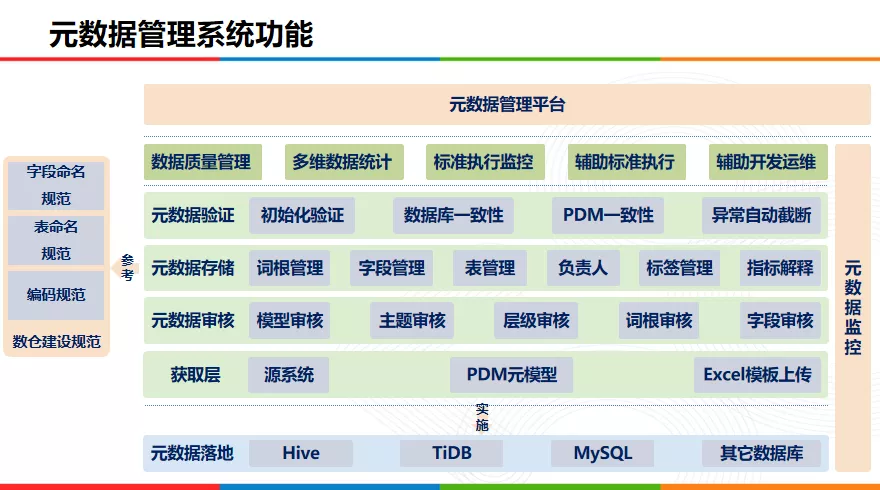 元数据管理系统功能
元数据管理平台
数据质量管理 多维数据统计 标准执行监控 辅助标准执行 辅助开发运维
字段命名
规范
表命名
规范
编码规范
数仓建设规范
参
考
元数据验证 初始化验证 数据库一致性 PDM一致性 异常自动截断
元数据存储 词根管理 字段管理 表管理 负责人 标签管理 指标解释
元数据审核 模型审核 主题审核 层级审核 词根审核 字段审核
获取层 源系统 PDM元模型 Excel模板上传
实
施
元数据落地 Hive TiDB MySQL 其它数据库
元
数
据
监
控